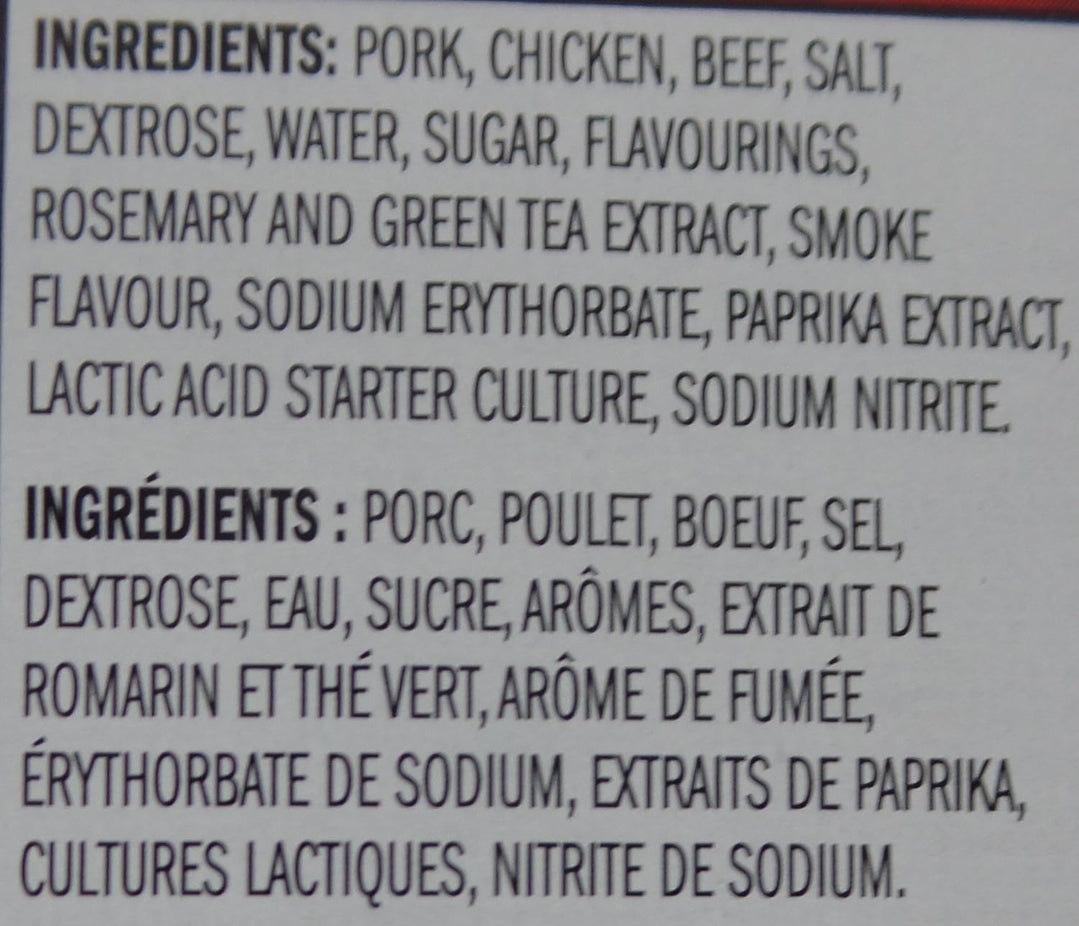 INGREDIENTS: PORK, CHICKEN, BEEF, SALT,
DEXTROSE, WATER, SUGAR, FLAVOURINGS,
ROSEMARY AND GREEN TEA EXTRACT, SMOKE
FLAVOUR, SODIUM ERYTHORBATE, PAPRIKA EXTRACT,
LACTIC ACID STARTER CULTURE, SODIUM NITRITE.
INGRÉDIENTS : PORC, POULET, BOEUF, SEL,
DEXTROSE, EAU, SUCRE, ARÔMES, EXTRAIT DE
ROMARIN ET THÉ VERT, ARÔME DE FUMÉE,
ÉRYTHORBATE DE SODIUM, EXTRAITS DE PAPRIKA,
CULTURES LACTIQUES, NITRITE DE SODIUM.